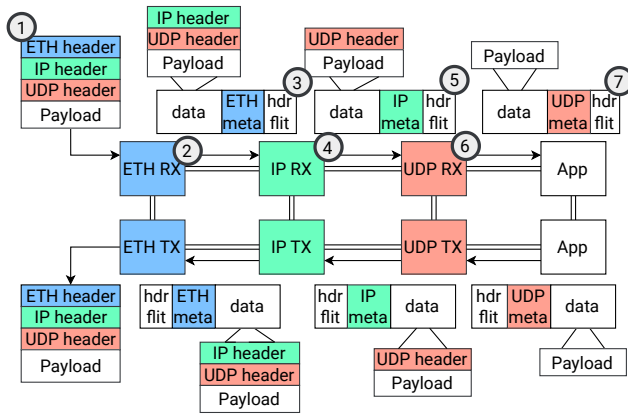 1
ETH header
IP header
UDP header
Payload
IP header
UDP header
Payload
data
ETH meta
hdr flit
3
UDP header
Payload
data
IP meta
hdr flit
5
Payload
data
UDP meta
hdr flit
7
ETH RX
2
IP RX
4
UDP RX
6
App
ETH TX
IP TX
UDP TX
App
ETH header
IP header
UDP header
Payload
hdr flit
ETH meta
data
IP header
UDP header
Payload
hdr flit
IP meta
data
UDP header
Payload
hdr flit
UDP meta
data
Payload